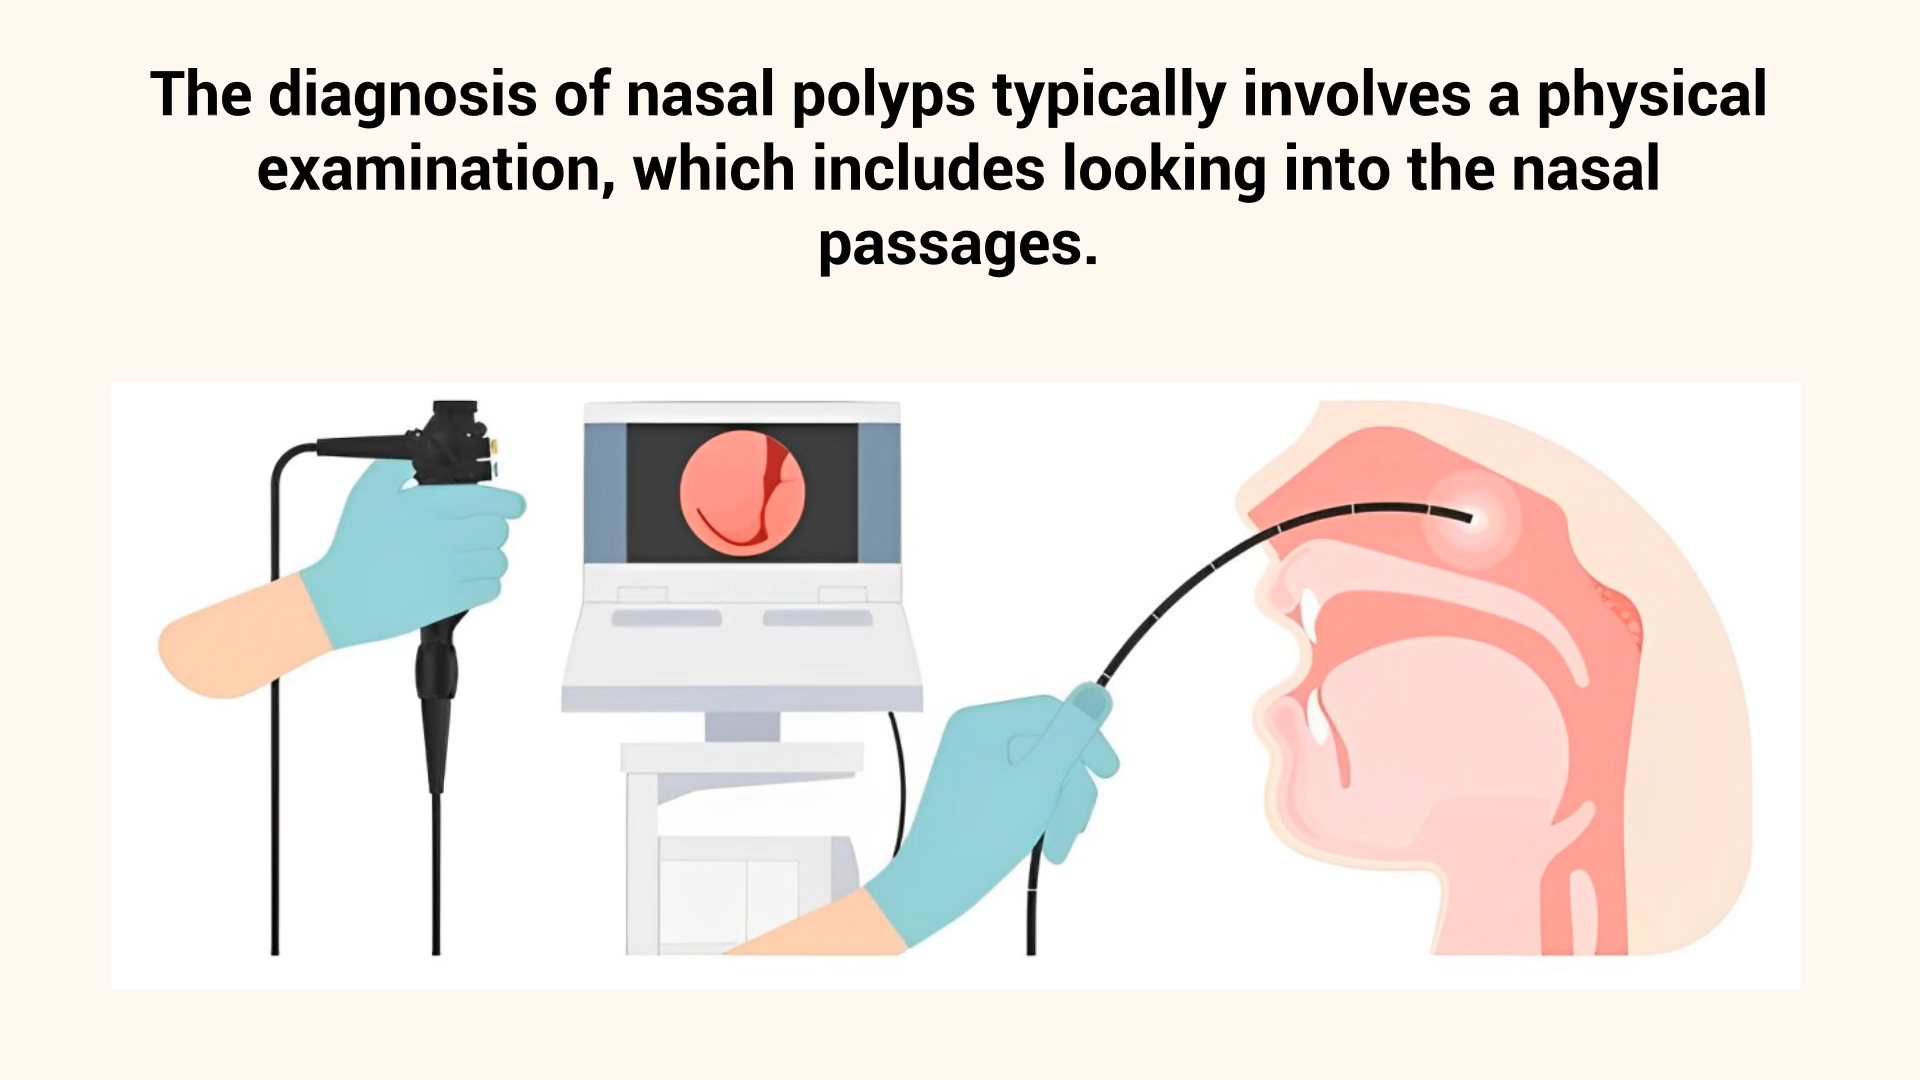 The diagnosis of nasal polyps typically involves a physical
examination, which includes looking into the nasal
passages.